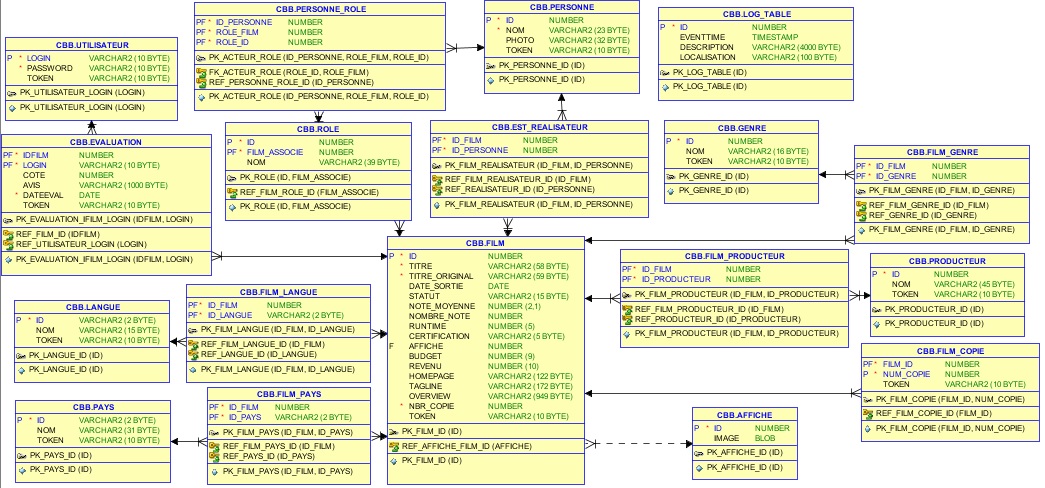 CBB.PERSONNE_ROLE
PF * ID_PERSONNE NUMBER
PF * ROLE_FILM NUMBER
PF * ROLE_ID NUMBER
PK_ACTEUR_ROLE (ID_PERSONNE, ROLE_FILM, ROLE_ID)
FK_ACTEUR_ROLE (ROLE_ID, ROLE_FILM)
REF_PERSONNE_ROLE_ID (ID_PERSONNE)
PK_ACTEUR_ROLE (ID_PERSONNE, ROLE_FILM, ROLE_ID)
CBB.PERSONNE
P * ID NUMBER
* NOM VARCHAR2 (23 BYTE)
PHOTO VARCHAR2 (32 BYTE)
TOKEN VARCHAR2 (10 BYTE)
PK_PERSONNE_ID (ID)
PK_PERSONNE_ID (ID)
CBB.LOG_TABLE
P * ID NUMBER
EVENTTIME TIMESTAMP
DESCRIPTION VARCHAR2 (4000 BYTE)
LOCALISATION VARCHAR2 (100 BYTE)
PK_LOG_TABLE (ID)
PK_LOG_TABLE (ID)
CBB.UTILISATEUR
P * LOGIN VARCHAR2 (10 BYTE)
* PASSWORD VARCHAR2 (10 BYTE)
TOKEN VARCHAR2 (10 BYTE)
PK_UTILISATEUR_LOGIN (LOGIN)
PK_UTILISATEUR_LOGIN (LOGIN)
CBB.EVALUATION
PF * IDFILM NUMBER
PF * LOGIN VARCHAR2 (10 BYTE)
COTE NUMBER
AVIS VARCHAR2 (1000 BYTE)
* DATEEVAL DATE
TOKEN VARCHAR2 (10 BYTE)
PK_EVALUATION_IFILM_LOGIN (IDFILM, LOGIN)
REF_FILM_ID (IDFILM)
REF_UTILISATEUR_LOGIN (LOGIN)
PK_EVALUATION_IFILM_LOGIN (IDFILM, LOGIN)
CBB.ROLE
P * ID NUMBER
PF * FILM_ASSOCIE NUMBER
NOM VARCHAR2 (39 BYTE)
PK_ROLE (ID, FILM_ASSOCIE)
REF_FILM_ROLE_ID (FILM_ASSOCIE)
PK_ROLE (ID, FILM_ASSOCIE)
CBB.EST_REALISATEUR
PF * ID_FILM NUMBER
PF * ID_PERSONNE NUMBER
PK_FILM_REALISATEUR (ID_FILM, ID_PERSONNE)
REF_FILM_REALISATEUR_ID (ID_FILM)
REF_REALISATEUR_ID (ID_PERSONNE)
PK_FILM_REALISATEUR (ID_FILM, ID_PERSONNE)
CBB.GENRE
P * ID NUMBER
NOM VARCHAR2 (16 BYTE)
TOKEN VARCHAR2 (10 BYTE)
PK_GENRE_ID (ID)
PK_GENRE_ID (ID)
CBB.FILM_GENRE
PF * ID_FILM NUMBER
PF * ID_GENRE NUMBER
PK_FILM_GENRE (ID_FILM, ID_GENRE)
REF_FILM_GENRE_ID (ID_FILM)
REF_GENRE_ID (ID_GENRE)
PK_FILM_GENRE (ID_FILM, ID_GENRE)
CBB.FILM
P * ID NUMBER
* TITRE VARCHAR2 (58 BYTE)
* TITRE_ORIGINAL VARCHAR2 (59 BYTE)
DATE_SORTIE DATE
STATUT VARCHAR2 (15 BYTE)
NOTE_MOYENNE NUMBER (2,1)
NOMBRE_NOTE NUMBER
RUNTIME NUMBER (5)
CERTIFICATION VARCHAR2 (5 BYTE)
F AFFICHE NUMBER
BUDGET NUMBER (9)
REVENU NUMBER (10)
HOMEPAGE VARCHAR2 (122 BYTE)
TAGLINE VARCHAR2 (172 BYTE)
OVERVIEW VARCHAR2 (949 BYTE)
* NBR_COPIE NUMBER
TOKEN VARCHAR2 (10 BYTE)
PK_FILM_ID (ID)
REF_AFFICHE_FILM_ID (AFFICHE)
PK_FILM_ID (ID)
CBB.FILM_PRODUCTEUR
PF * ID_FILM NUMBER
PF * ID_PRODUCTEUR NUMBER
PK_FILM_PRODUCTEUR (ID_FILM, ID_PRODUCTEUR)
REF_FILM_PRODUCTEUR_ID (ID_FILM)
REF_PRODUCTEUR_ID (ID_PRODUCTEUR)
PK_FILM_PRODUCTEUR (ID_FILM, ID_PRODUCTEUR)
CBB.PRODUCTEUR
P * ID NUMBER
NOM VARCHAR2 (45 BYTE)
TOKEN VARCHAR2 (10 BYTE)
PK_PRODUCTEUR_ID (ID)
PK_PRODUCTEUR_ID (ID)
CBB.LANGUE
P * ID VARCHAR2 (2 BYTE)
NOM VARCHAR2 (15 BYTE)
TOKEN VARCHAR2 (10 BYTE)
PK_LANGUE_ID (ID)
PK_LANGUE_ID (ID)
CBB.FILM_LANGUE
PF * ID_FILM NUMBER
PF * ID_LANGUE VARCHAR2 (2 BYTE)
PK_FILM_LANGUE (ID_FILM, ID_LANGUE)
REF_FILM_LANGUE_ID (ID_FILM)
REF_LANGUE_ID (ID_LANGUE)
PK_FILM_LANGUE (ID_FILM, ID_LANGUE)
CBB.FILM_COPIE
PF * FILM_ID NUMBER
P * NUM_COPIE NUMBER
TOKEN VARCHAR2 (10 BYTE)
PK_FILM_COPIE (FILM_ID, NUM_COPIE)
REF_FILM_COPIE_ID (FILM_ID)
PK_FILM_COPIE (FILM_ID, NUM_COPIE)
CBB.PAYS
P * ID VARCHAR2 (2 BYTE)
NOM VARCHAR2 (31 BYTE)
TOKEN VARCHAR2 (10 BYTE)
PK_PAYS_ID (ID)
PK_PAYS_ID (ID)
CBB.FILM_PAYS
PF * ID_FILM NUMBER
PF * ID_PAYS VARCHAR2 (2 BYTE)
PK_FILM_PAYS (ID_FILM, ID_PAYS)
REF_FILM_PAYS_ID (ID_FILM)
REF_PAYS_ID (ID_PAYS)
PK_FILM_PAYS (ID_FILM, ID_PAYS)
CBB.AFFICHE
P * ID NUMBER
IMAGE BLOB
PK_AFFICHE_ID (ID)
PK_AFFICHE_ID (ID)